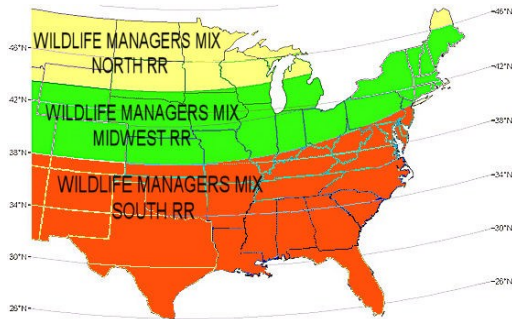 46°N
WILDLIFE MANAGERS MIX
NORTH RR
46°N
42°N
WILDLIFE MANAGERS MIX
MIDWEST RR
42°N
38°N
38°N
WILDLIFE MANAGERS MIX
SOUTH RR
34°N
34°N
30°N
30°N
26°N
26°N